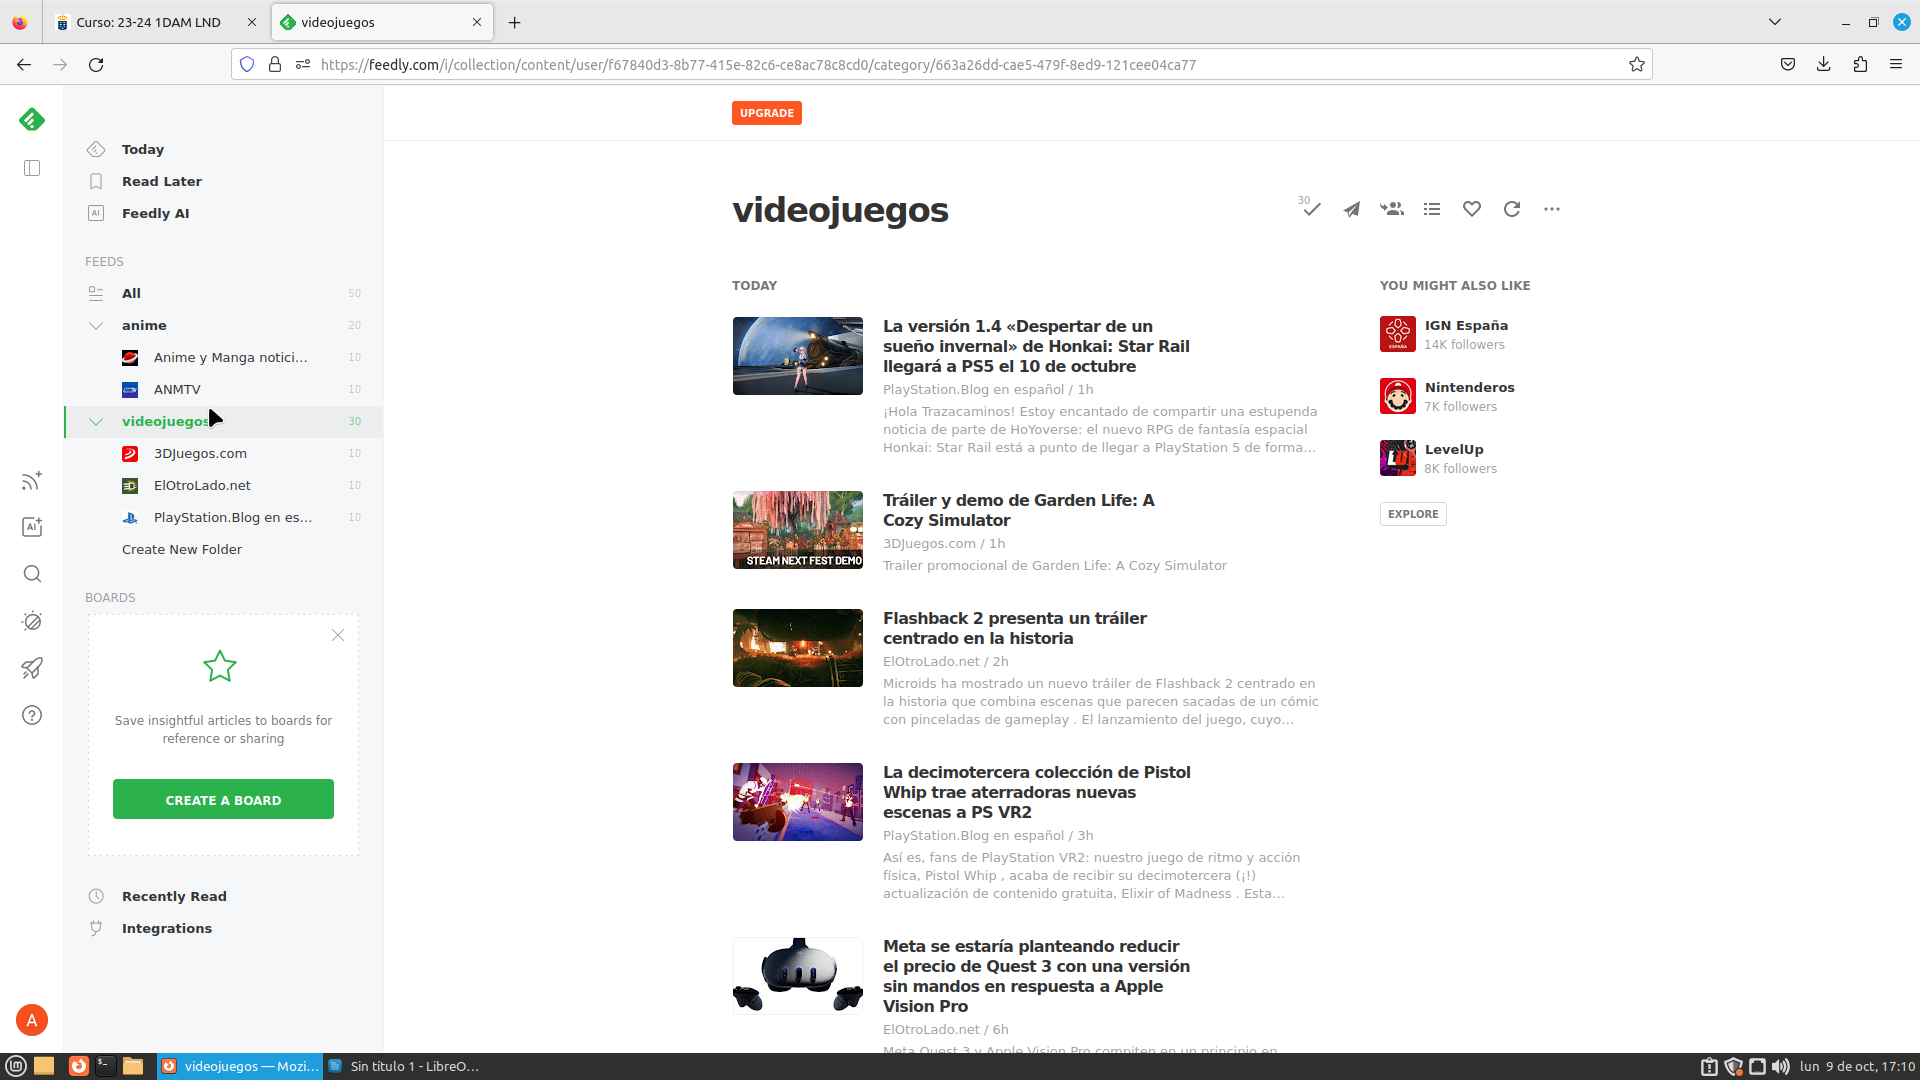 Curso: 23-24 1DAM LND
videojuegos
https://feedly.com/i/collection/content/user/f67840d3-8b77-415e-82c6-ce8ac78c8cd0/category/663a26dd-cae5-479f-8ed9-121cee04ca77
UPGRADE
Today
Read Later
AI Feedly AI
FEEDS
All 50
anime 20
Anime y Manga notici... 10
ANMTV 10
videojuegos 30
3DJuegos.com 10
ElOtroLado.net 10
PlayStation.Blog en es... 10
Create New Folder
BOARDS
Save insightful articles to boards for
reference or sharing
CREATE A BOARD
Recently Read
Integrations
AI
A
videojuegos
30
TODAY
La versión 1.4 «Despertar de un
sueño invernal» de Honkai: Star Rail
llegará a PS5 el 10 de octubre
PlayStation.Blog en español / 1h
¡Hola Trazacaminos! Estoy encantado de compartir una estupenda
noticia de parte de HoYoverse: el nuevo RPG de fantasía espacial
Honkai: Star Rail está a punto de llegar a PlayStation 5 de forma...
STEAM NEXT FEST DEMO
Tráiler y demo de Garden Life: A
Cozy Simulator
3DJuegos.com / 1h
Trailer promocional de Garden Life: A Cozy Simulator
Flashback 2 presenta un tráiler
centrado en la historia
ElOtroLado.net / 2h
Microids ha mostrado un nuevo tráiler de Flashback 2 centrado en
la historia que combina escenas que parecen sacadas de un cómic
con pinceladas de gameplay . El lanzamiento del juego, cuyo...
La decimotercera colección de Pistol
Whip trae aterradoras nuevas
escenas a PS VR2
PlayStation.Blog en español / 3h
Así es, fans de PlayStation VR2: nuestro juego de ritmo y acción
física, Pistol Whip , acaba de recibir su decimotercera (¡!)
actualización de contenido gratuita, Elixir of Madness . Esta...
Meta se estaría planteando reducir
el precio de Quest 3 con una versión
sin mandos en respuesta a Apple
Vision Pro
ElOtroLado.net / 6h
Meta Quest 3 y Apple Vision Pro compiten en un principio en
YOU MIGHT ALSO LIKE
ESPAÑA
IGN España
14K followers
Nintenderos
7K followers
LevelUp
8K followers
EXPLORE
videojuegos — Mozi...
Sin título 1 - LibreO...
lun 9 de oct, 17:10